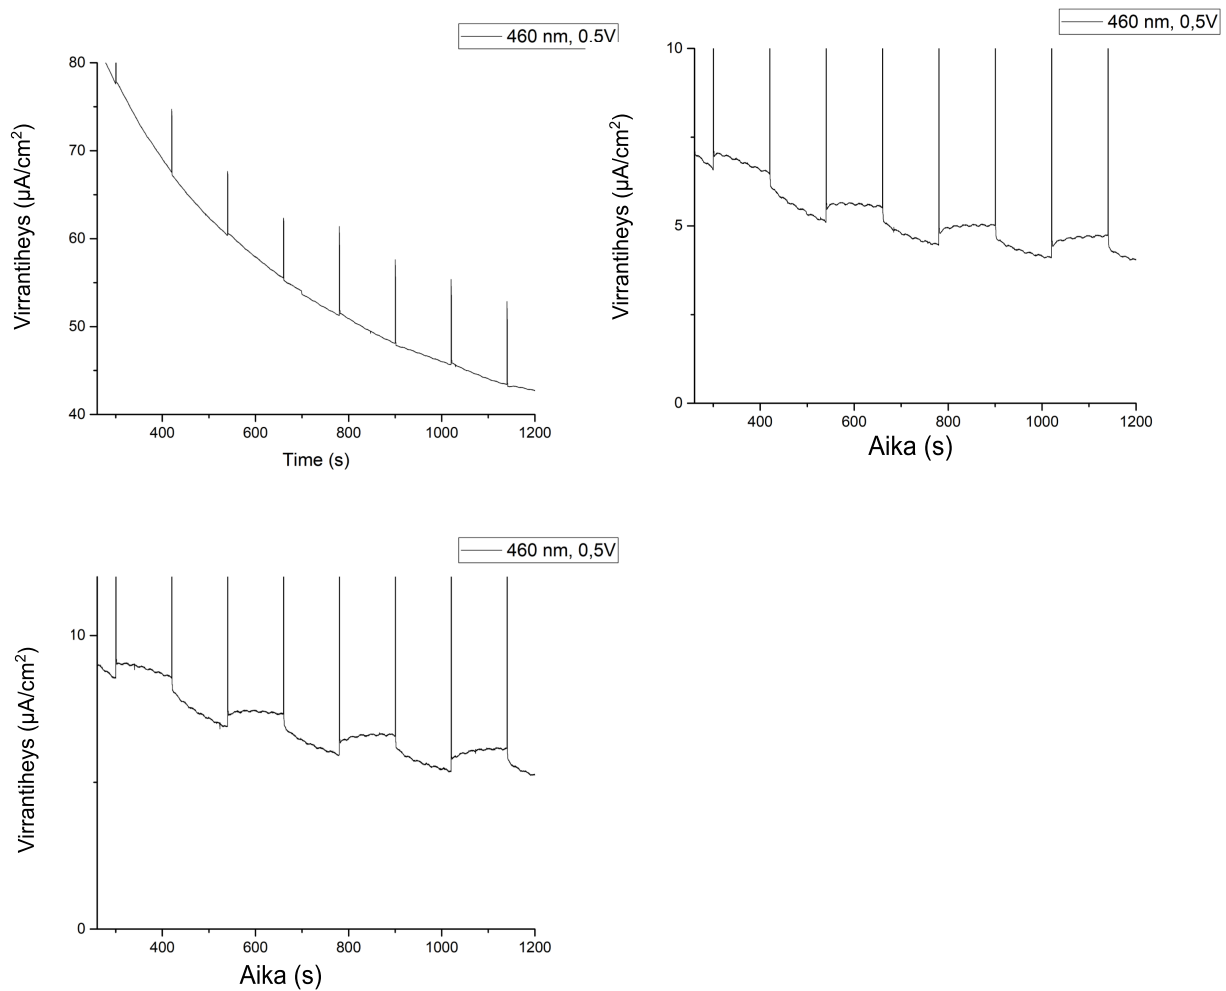 460 nm, 0.5V
Virrantiheys (µA/cm²)
80
70
60
50
40
400 600 800 1000 1200
Time (s)
460 nm, 0,5V
Virrantiheys (µA/cm²)
10
5
0
400 600 800 1000 1200
Aika (s)
460 nm, 0,5V
Virrantiheys (µA/cm²)
10
0
400 600 800 1000 1200
Aika (s)